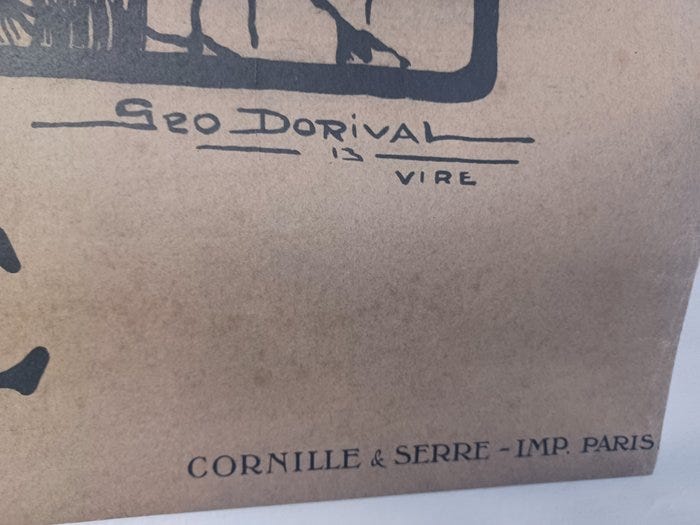 GEO DORIVAL
13
VIRE
CORNILLE & SERRE - IMP. PARIS